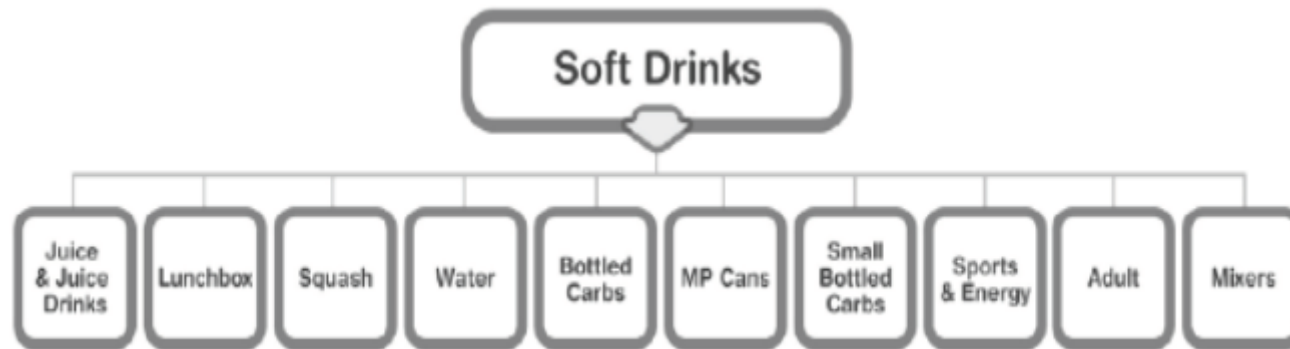 Soft Drinks
Juice
& Juice
Drinks
Lunchbox
Squash
Water
Bottled
Carbs
MP Cans
Small
Bottled
Carbs
Sports
& Energy
Adult
Mixers